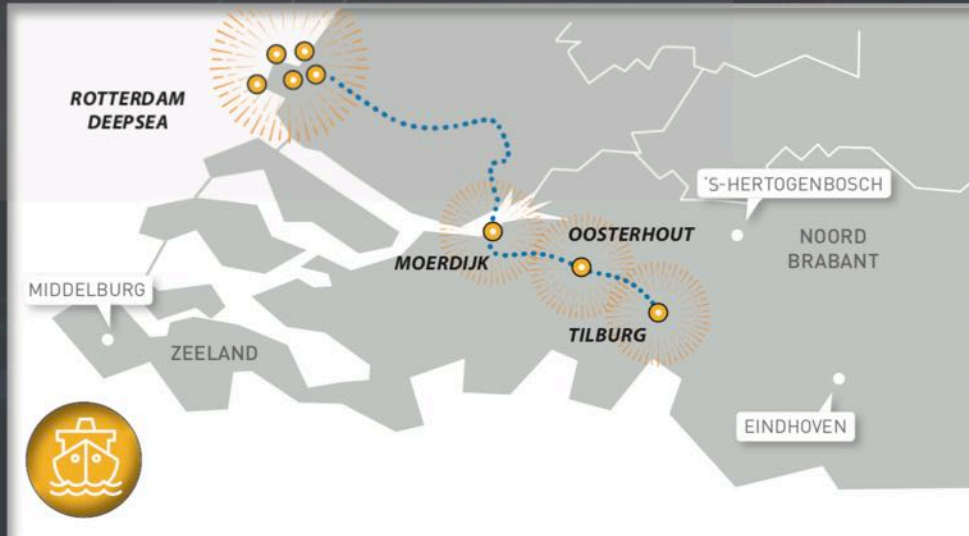 ROTTERDAM
DEEPSEA
'S-HERTOGENBOSCH
OOSTERHOUT
NOORD
BRABANT
MOERDIJK
MIDDELBURG
TILBURG
ZEELAND
EINDHOVEN